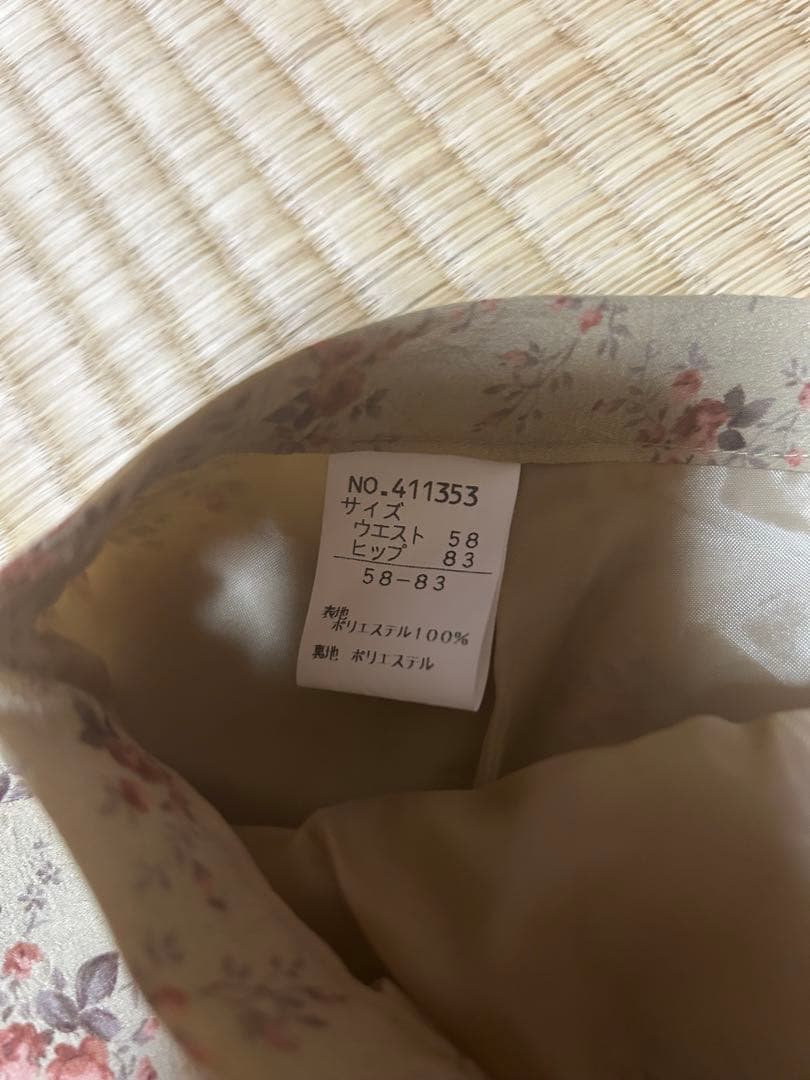 NO.411353
サイズ
ウエスト 58
ヒップ 83
58-83
表地
ポリエステル100%
裏地 ポリエステル